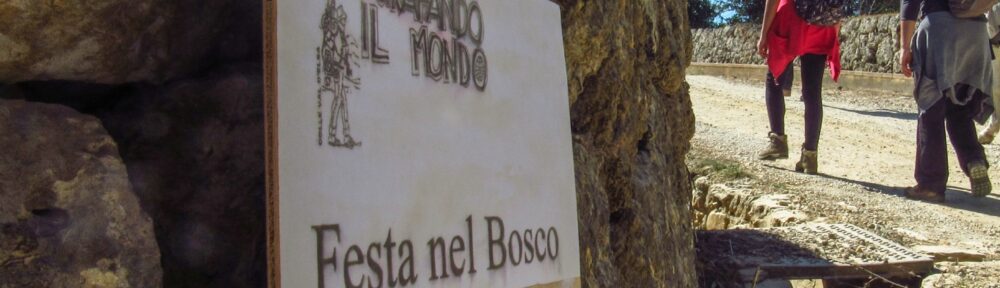 IL MONDO
Festa nel Bosco